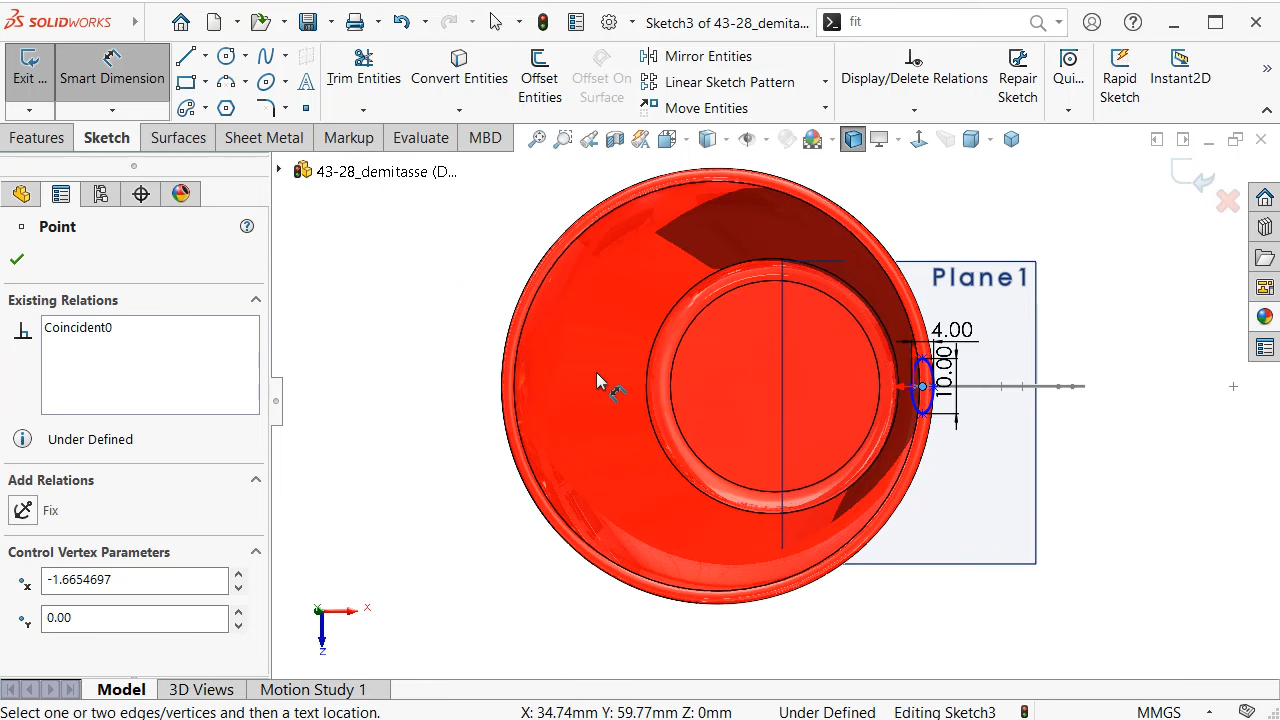 SOLIDWORKS
Sketch3 of 43-28_demita...
fit
Exit ...
Smart Dimension
Trim Entities
Convert Entities
Offset Entities
Offset On Surface
Mirror Entities
Linear Sketch Pattern
Move Entities
Display/Delete Relations
Repair Sketch
Qui...
Rapid Sketch
Instant2D
Features
Sketch
Surfaces
Sheet Metal
Markup
Evaluate
MBD
43-28_demitasse (D...
Point
Existing Relations
Coincident0
Under Defined
Add Relations
Fix
Control Vertex Parameters
x
-1.6654697
Y
0.00
Plane1
4.00
10.00
Y
X
Z
Model
3D Views
Motion Study 1
Select one or two edges/vertices and then a text location.
X: 34.74mm Y: 59.77mm Z: 0mm
Under Defined
Editing Sketch3
MMGS